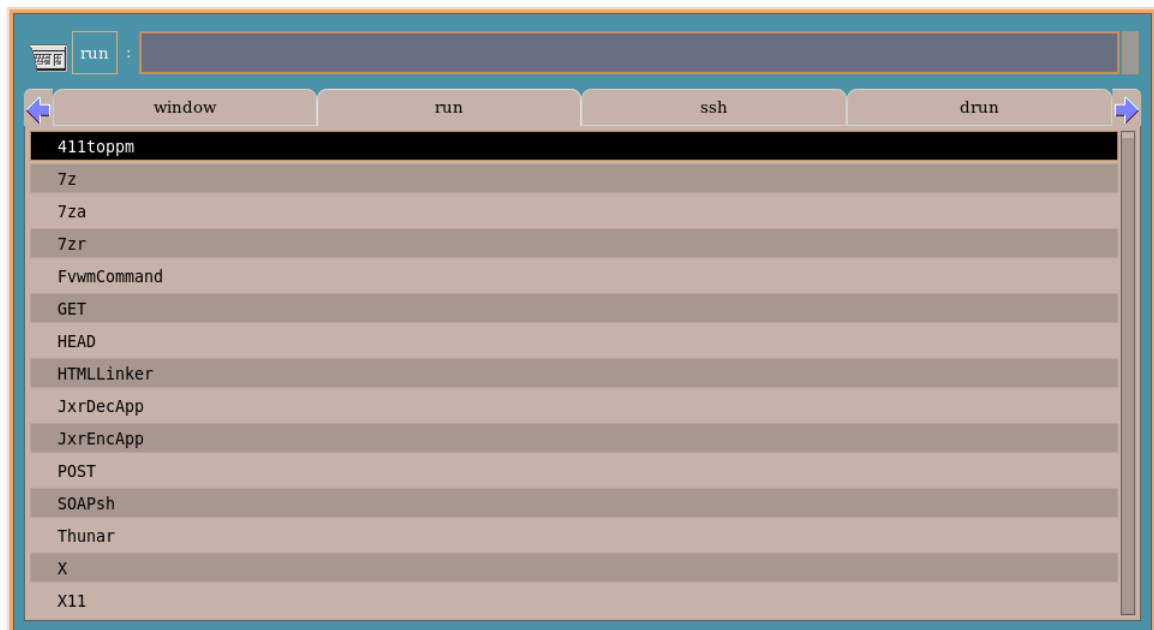 run :
window run ssh drun
411toppm
7z
7za
7zr
FvwmCommand
GET
HEAD
HTMLLinker
JxrDecApp
JxrEncApp
POST
SOAPsh
Thunar
X
X11